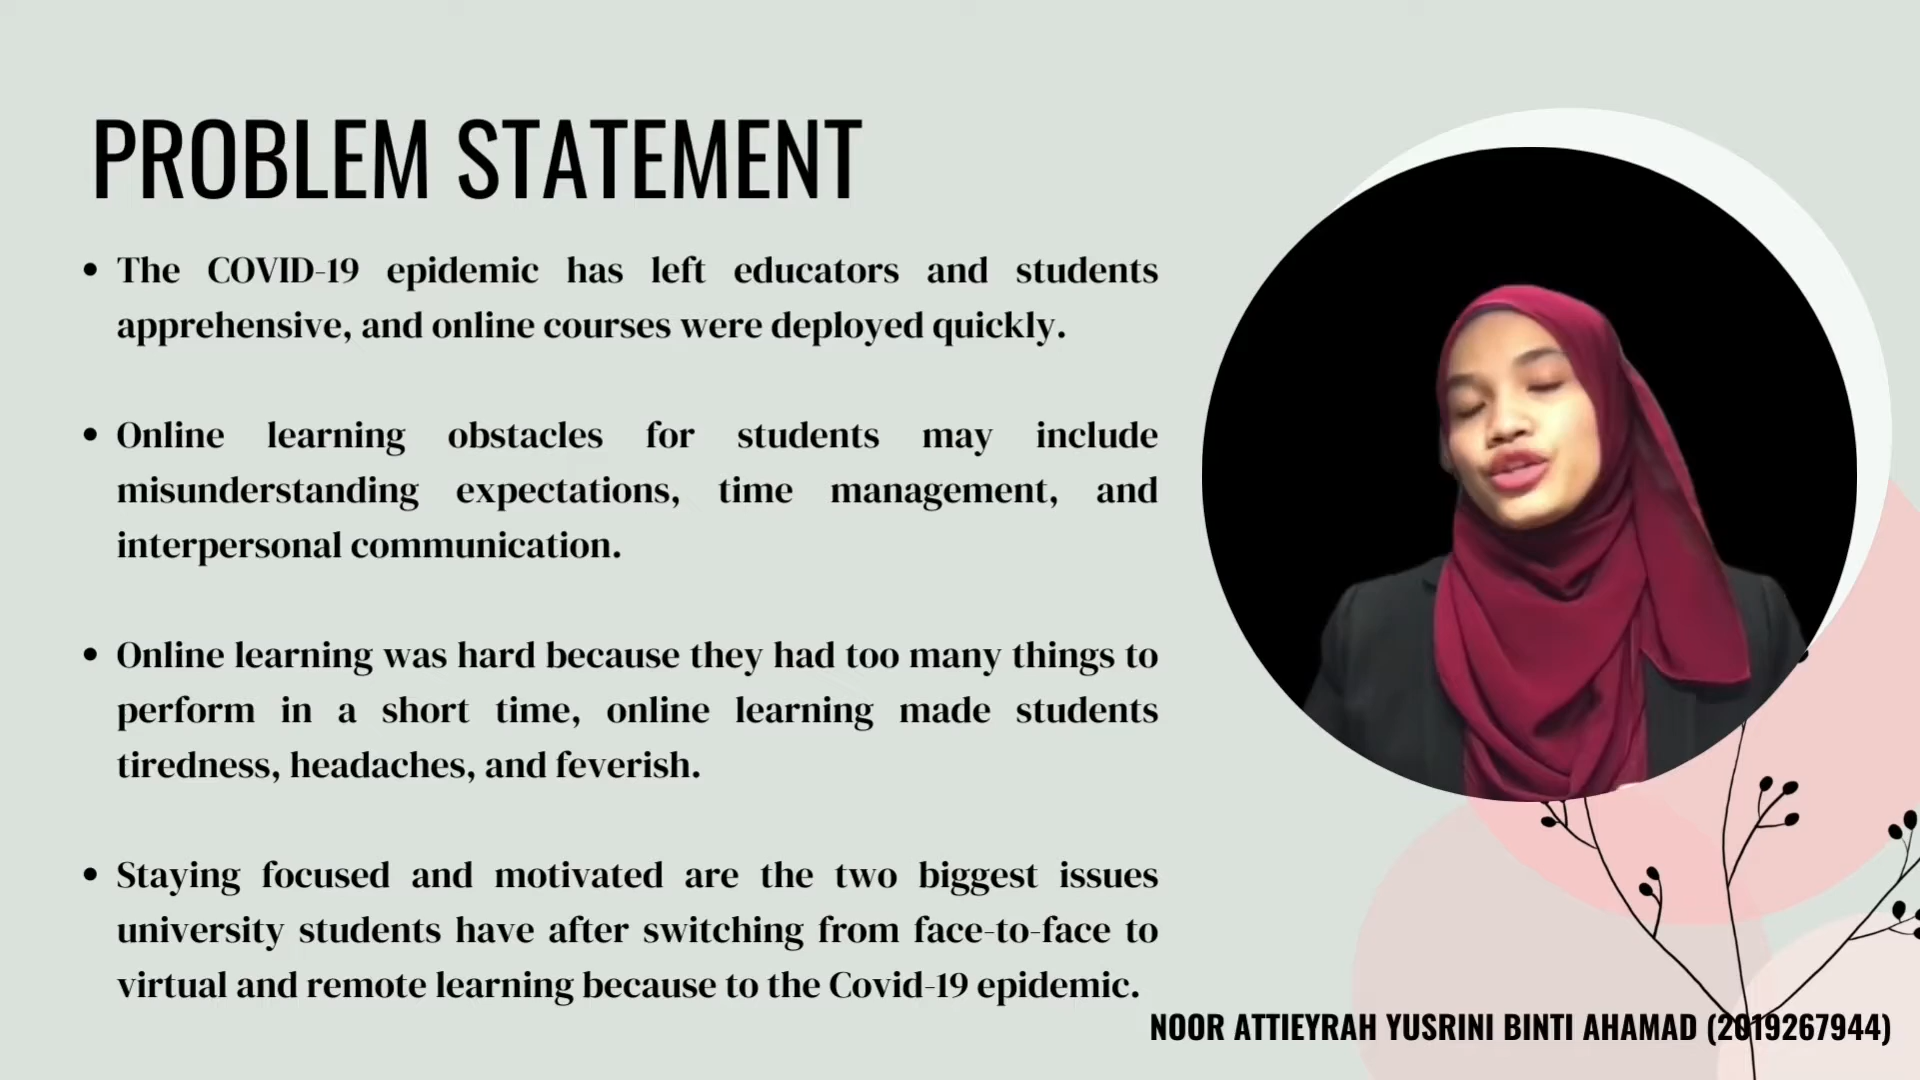 PROBLEM STATEMENT
• The COVID-19 epidemic has left educators and students
apprehensive, and online courses were deployed quickly.
• Online learning obstacles for students may include
misunderstanding expectations, time management, and
interpersonal communication.
• Online learning was hard because they had too many things to
perform in a short time, online learning made students
tiredness, headaches, and feverish.
• Staying focused and motivated are the two biggest issues
university students have after switching from face-to-face to
virtual and remote learning because to the Covid-19 epidemic.
NOOR ATTIEYRAH YUSRINI BINTI AHAMAD (2019267944)